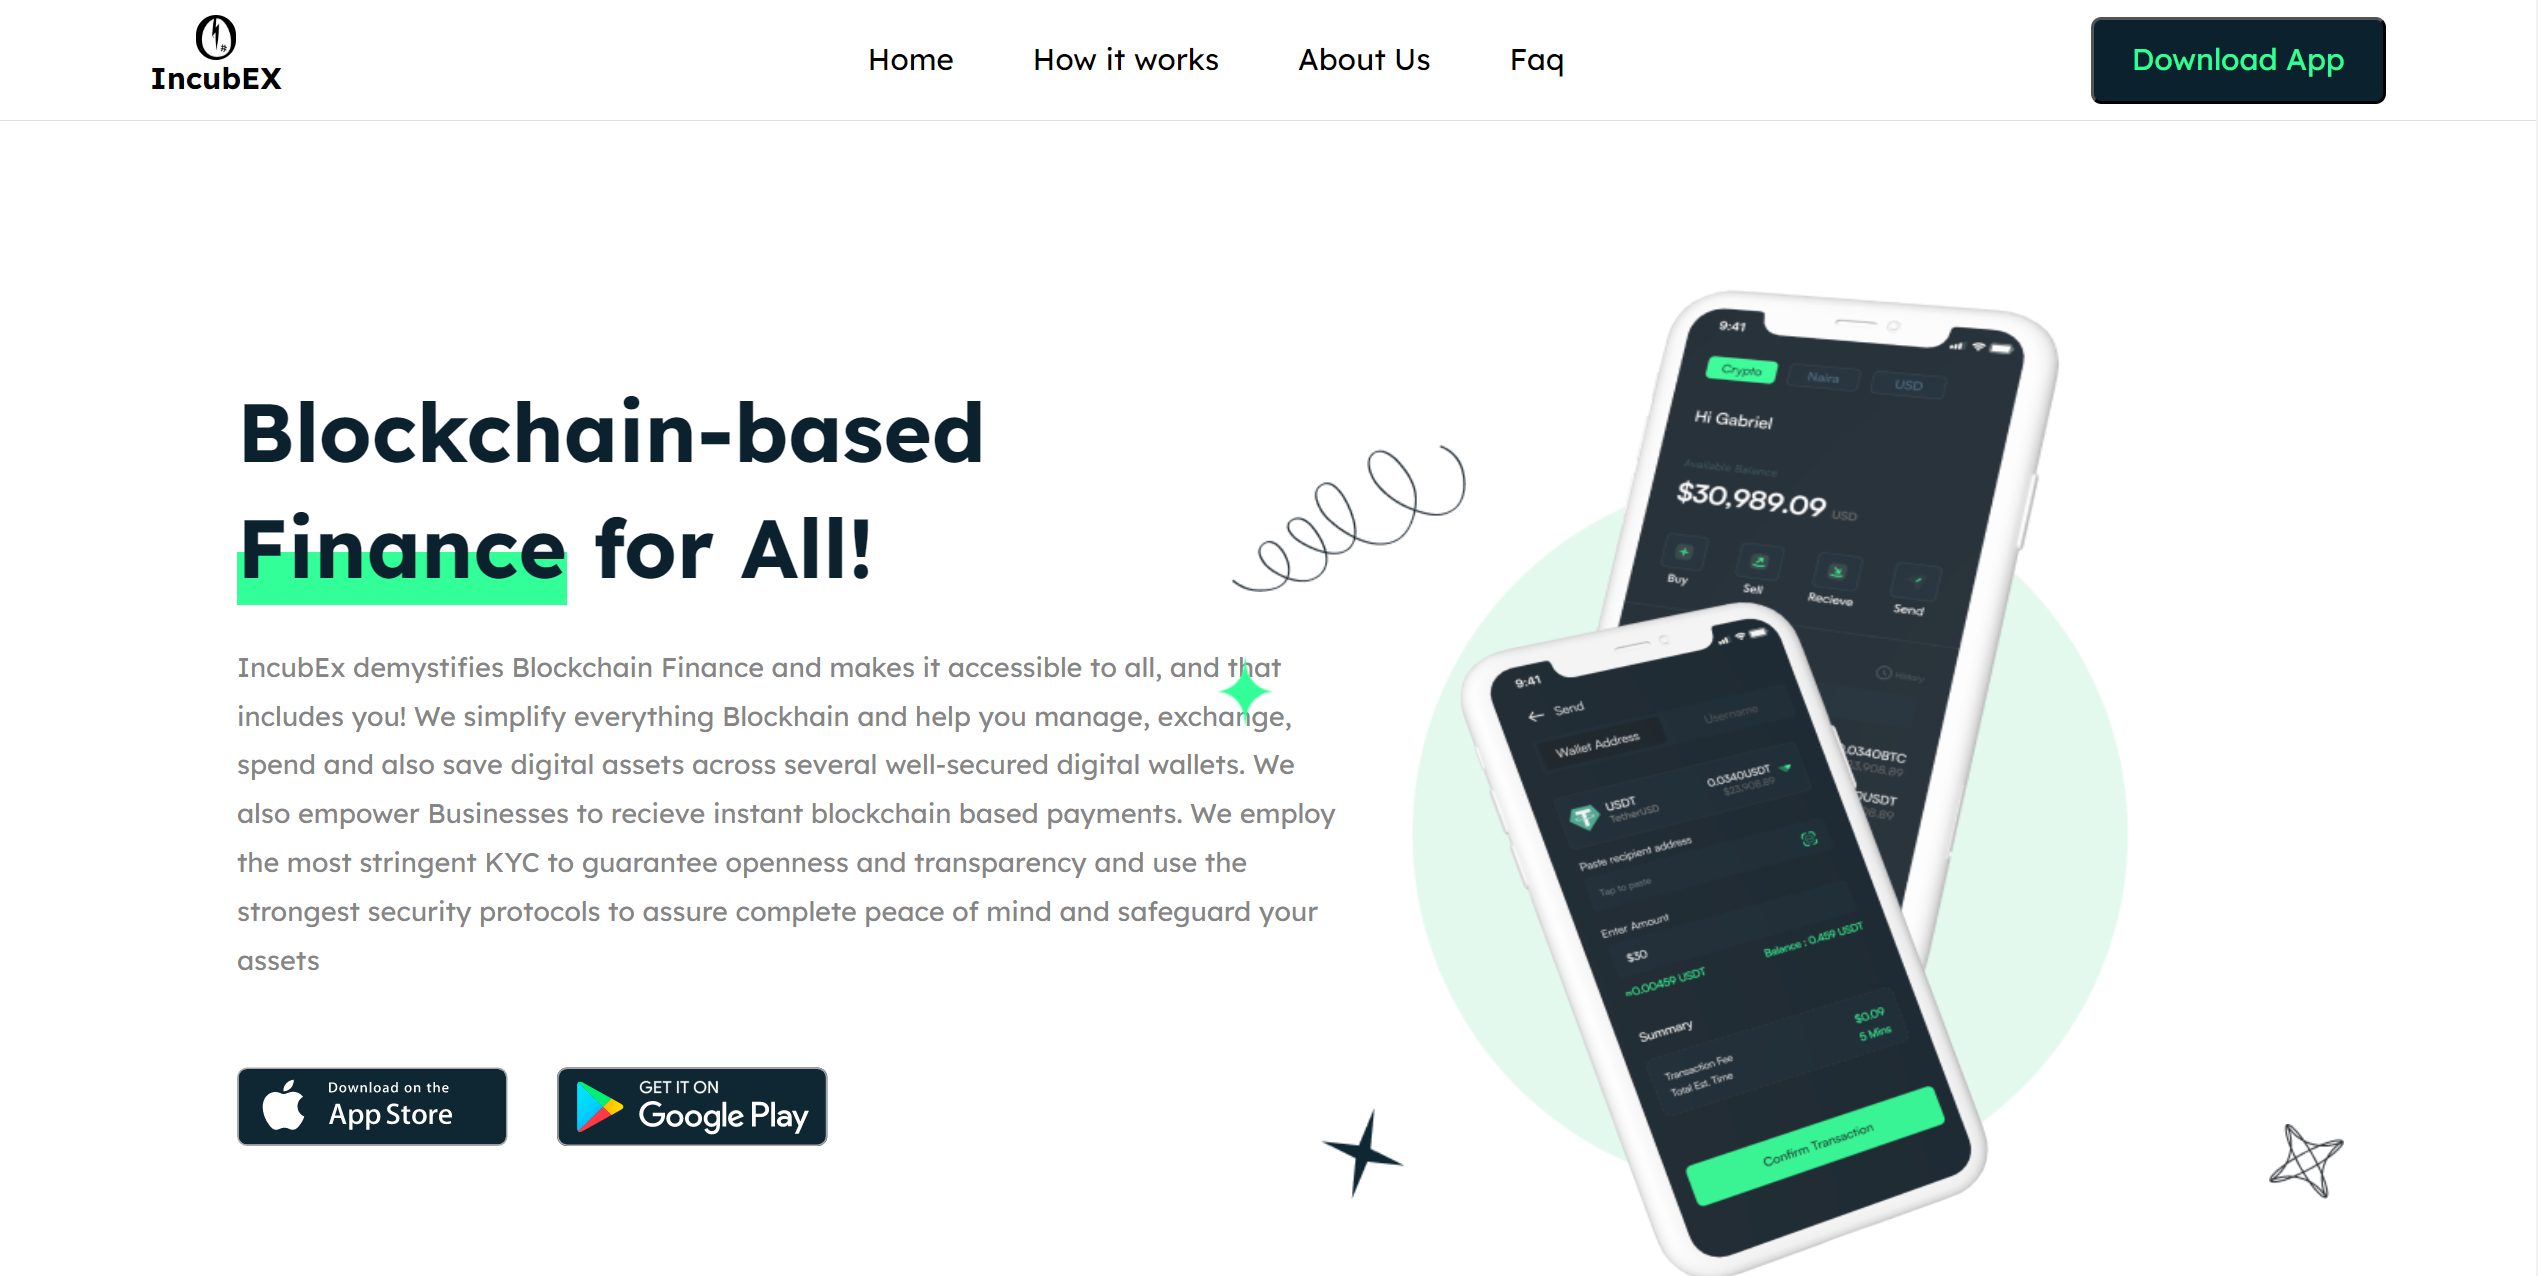 IncubEX
Home
How it works
About Us
Faq
Download App
Blockchain-based
Finance for All!
IncubEx demystifies Blockchain Finance and makes it accessible to all, and that
includes you! We simplify everything Blockhain and help you manage, exchange,
spend and also save digital assets across several well-secured digital wallets. We
also empower Businesses to recieve instant blockchain based payments. We employ
the most stringent KYC to guarantee openness and transparency and use the
strongest security protocols to assure complete peace of mind and safeguard your
assets
Download on the
App Store
GET IT ON
Google Play
9:41
Crypto
Naira
USD
Hi Gabriel
Available Balance
$30,989.09 USD
Buy
Sell
Recieve
Send
History
.0340BTC
$3,908.89
0USDT
08.89
9:41
Send
Wallet Address
Username
USDT
TetherUSD
0.0340USDT
$23,908.89
Paste recipient address
Tap to paste
Enter Amount
$30
Balance : 0.459 USDT
=0.00459 USDT
Summary
Transaction Fee
$0.09
Total Est. Time
5 Mins
Confirm Transaction